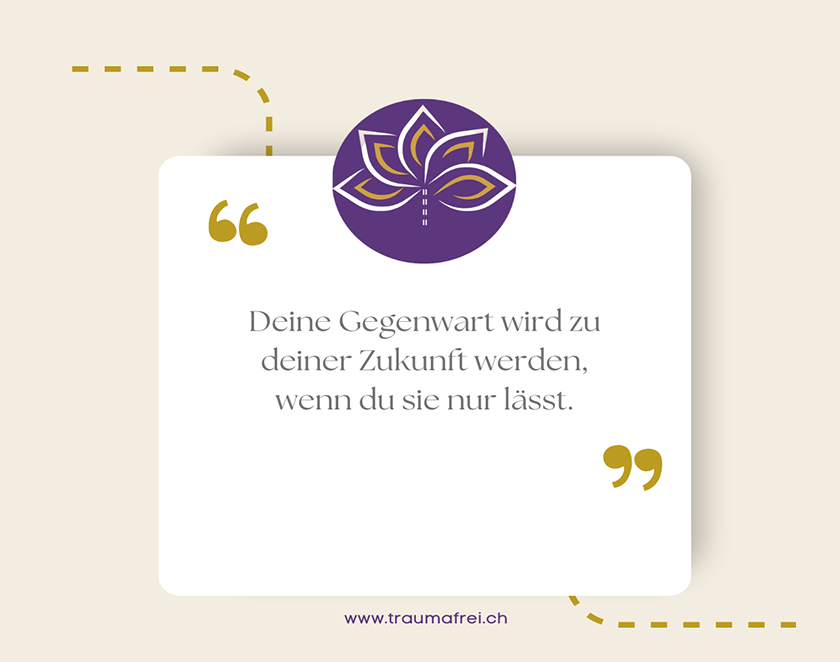 “
Deine Gegenwart wird zu
deiner Zukunft werden,
wenn du sie nur lässt.
”
www.traumafrei.ch